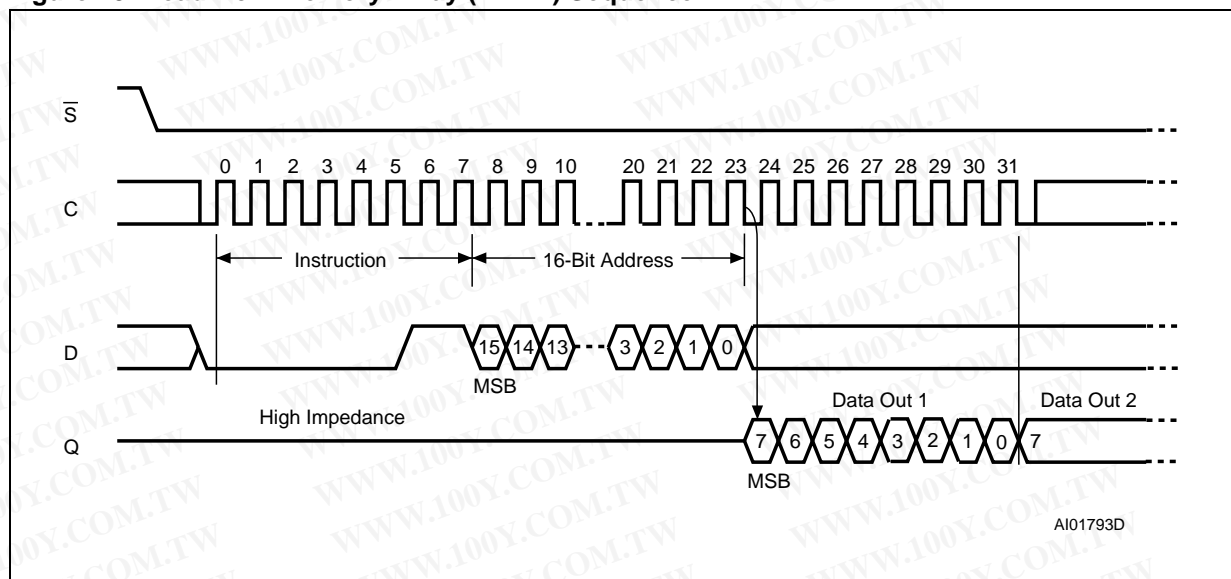 S
0 1 2 3 4 5 6 7 8 9 10 20 21 22 23 24 25 26 27 28 29 30 31
C
Instruction 16-Bit Address
D 15 14 13 3 2 1 0
MSB
High Impedance Data Out 1 Data Out 2
Q 7 6 5 4 3 2 1 0 7
MSB
AI01793D
WWW.100Y.COM.TW